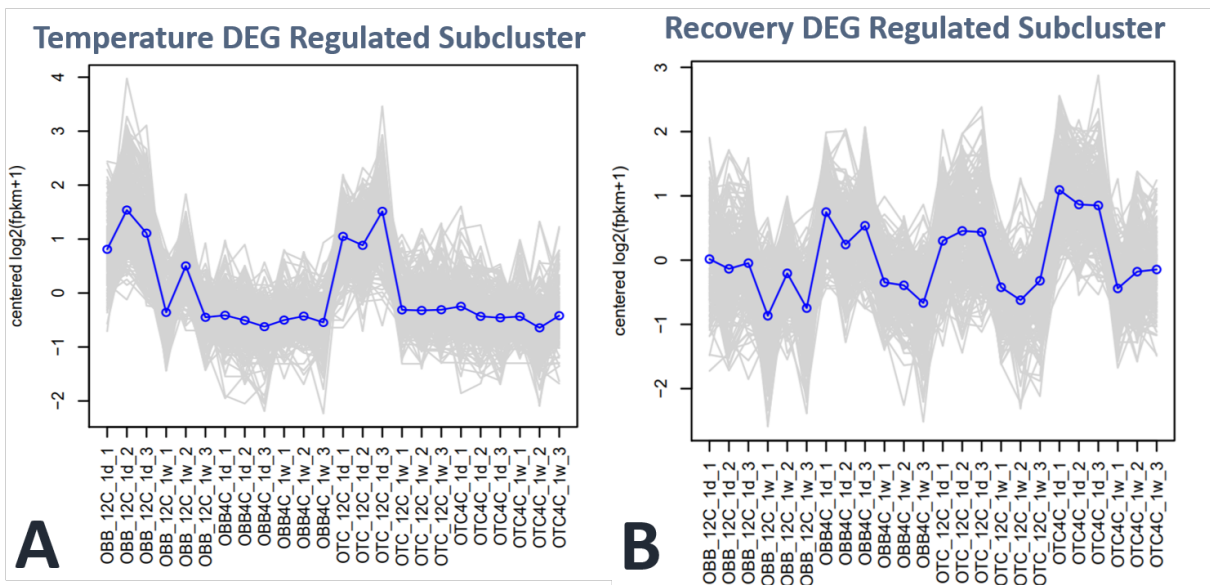 Temperature DEG Regulated Subcluster
4
3
2
1
0
−1
−2
centered log2(fpkm+1)
OBB_12C_1d_1
OBB_12C_1d_2
OBB_12C_1d_3
OBB_12C_1w_1
OBB_12C_1w_2
OBB_12C_1w_3
OBB4C_1d_1
OBB4C_1d_2
OBB4C_1d_3
OBB4C_1w_1
OBB4C_1w_2
OBB4C_1w_3
OTC_12C_1d_1
OTC_12C_1d_2
OTC_12C_1d_3
OTC_12C_1w_1
OTC_12C_1w_2
OTC_12C_1w_3
OTC4C_1d_1
OTC4C_1d_2
OTC4C_1d_3
OTC4C_1w_1
OTC4C_1w_2
OTC4C_1w_3
A
Recovery DEG Regulated Subcluster
3
2
1
0
−1
−2
centered log2(fpkm+1)
OBB_12C_1d_1
OBB_12C_1d_2
OBB_12C_1d_3
OBB_12C_1w_1
OBB_12C_1w_2
OBB_12C_1w_3
OBB4C_1d_1
OBB4C_1d_2
OBB4C_1d_3
OBB4C_1w_1
OBB4C_1w_2
OBB4C_1w_3
OTC_12C_1d_1
OTC_12C_1d_2
OTC_12C_1d_3
OTC_12C_1w_1
OTC_12C_1w_2
OTC_12C_1w_3
OTC4C_1d_1
OTC4C_1d_2
OTC4C_1d_3
OTC4C_1w_1
OTC4C_1w_2
OTC4C_1w_3
B